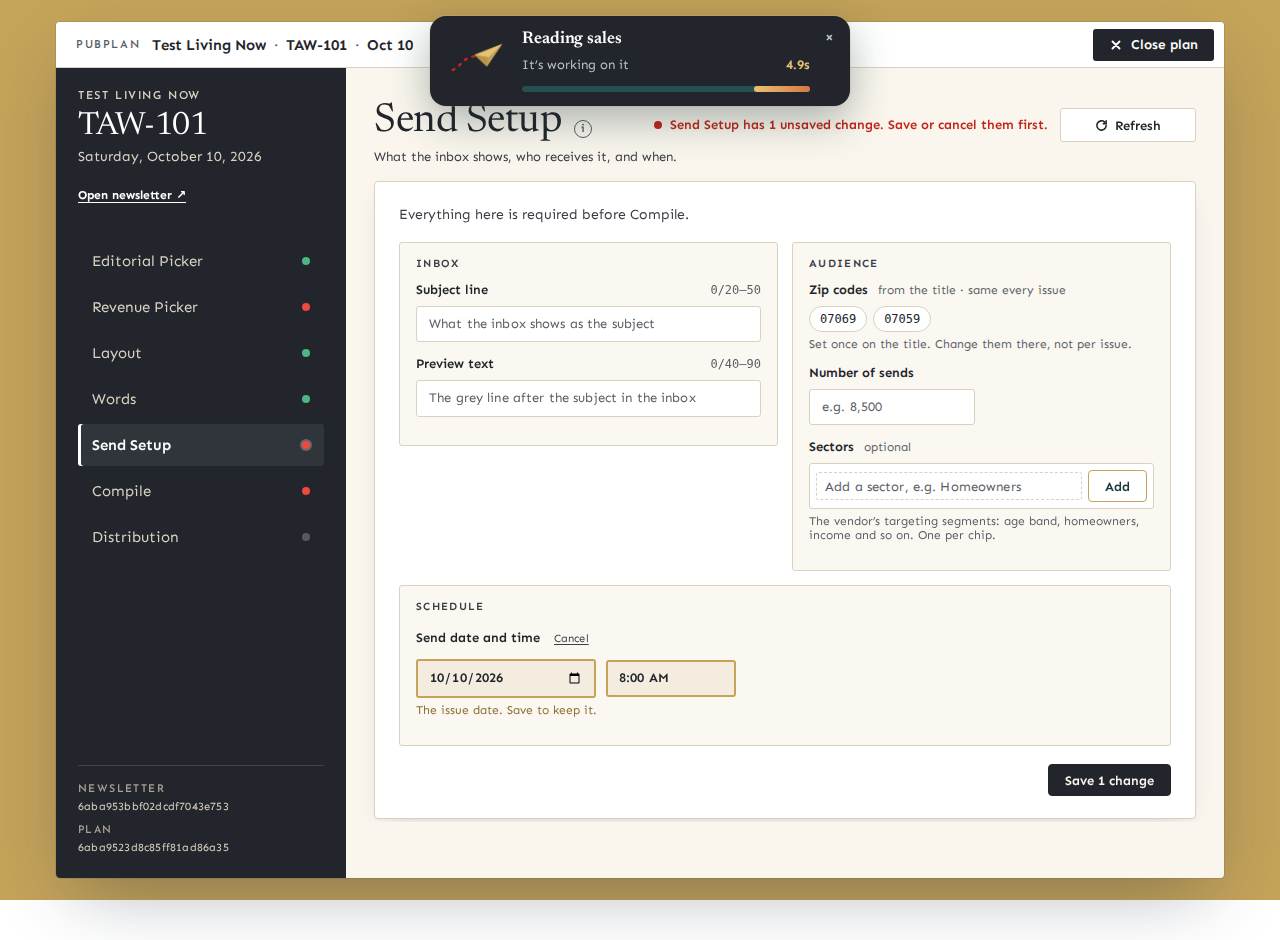 PUBPLAN Test Living Now · TAW-101 · Oct 10
Reading sales
×
It's working on it
4.9s
Close plan
TEST LIVING NOW
TAW-101
Saturday, October 10, 2026
Open newsletter ↗
Editorial Picker
Revenue Picker
Layout
Words
Send Setup
Compile
Distribution
NEWSLETTER
6aba953bbf02dcdf7043e753
PLAN
6aba9523d8c85ff81ad86a35
Send Setup
Send Setup has 1 unsaved change. Save or cancel them first.
Refresh
What the inbox shows, who receives it, and when.
Everything here is required before Compile.
INBOX
Subject line 0/20–50
What the inbox shows as the subject
Preview text 0/40–90
The grey line after the subject in the inbox
AUDIENCE
Zip codes from the title · same every issue
07069 07059
Set once on the title. Change them there, not per issue.
Number of sends
e.g. 8,500
Sectors optional
Add a sector, e.g. Homeowners Add
The vendor's targeting segments: age band, homeowners,
income and so on. One per chip.
SCHEDULE
Send date and time Cancel
10/10/2026 8:00 AM
The issue date. Save to keep it.
Save 1 change